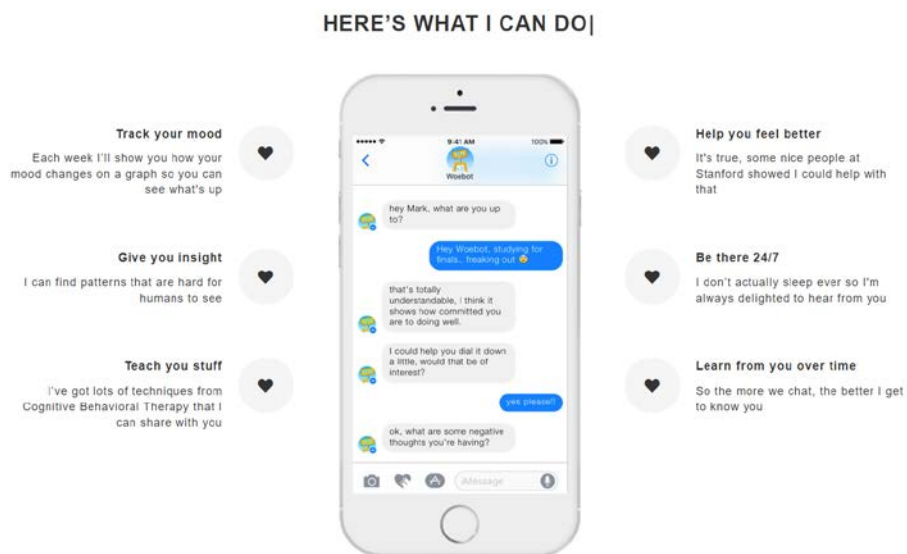 HERE'S WHAT I CAN DO|
Track your mood
Each week I'll show you how your
mood changes on a graph so you can
see what's up
Give you insight
I can find patterns that are hard for
humans to see
Teach you stuff
I've got lots of techniques from
Cognitive Behavioral Therapy that I
can share with you
9:41 AM
100%
Woebot
hey Mark, what are you up
to?
Hey Woebot, studying for
finals.. freaking out 😨
that's totally
understandable, I think it
shows how committed you
are to doing well.
I could help you dial it down
a little, would that be of
interest?
yes please!!
ok, what are some negative
thoughts you're having?
iMessage
Help you feel better
It's true, some nice people at
Stanford showed I could help with
that
Be there 24/7
I don't actually sleep ever so I'm
always delighted to hear from you
Learn from you over time
So the more we chat, the better I get
to know you